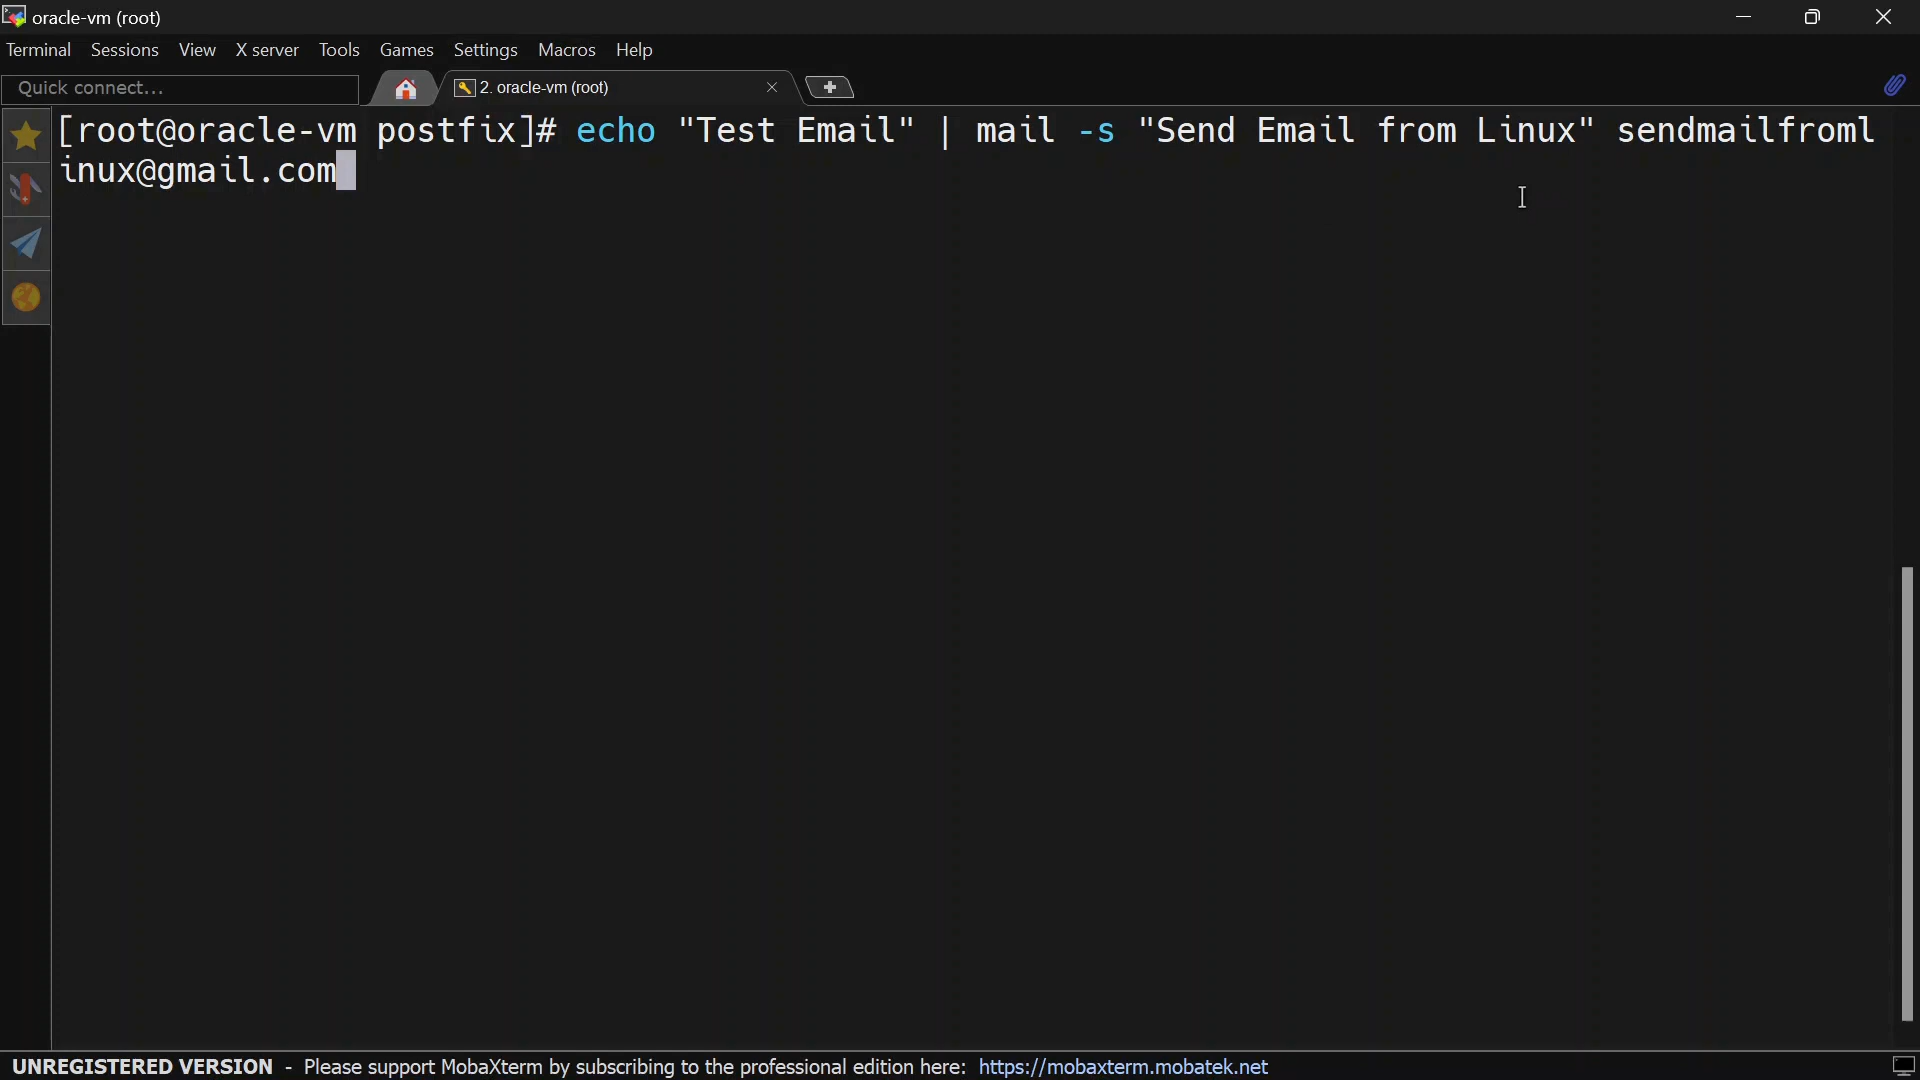 oracle-vm (root)
Terminal Sessions View X server Tools Games Settings Macros Help
Quick connect... 2. oracle-vm (root)
[root@oracle-vm postfix]# echo "Test Email" | mail -s "Send Email from Linux" sendmailfroml
inux@gmail.com
UNREGISTERED VERSION - Please support MobaXterm by subscribing to the professional edition here: https://mobaxterm.mobatek.net